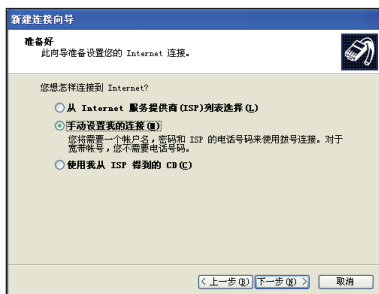 新建连接向导
准备好
此向导准备设置您的 Internet 连接。
您想怎样连接到 Internet?
从 Internet 服务提供商(ISP)列表选择(L)
手动设置我的连接(M)
您将需要一个帐户名，密码和 ISP 的电话号码来使用拨号连接。对于
宽带帐号，您不需要电话号码。
使用我从 ISP 得到的 CD(C)
< 上一步(B) 下一步(N) > 取消